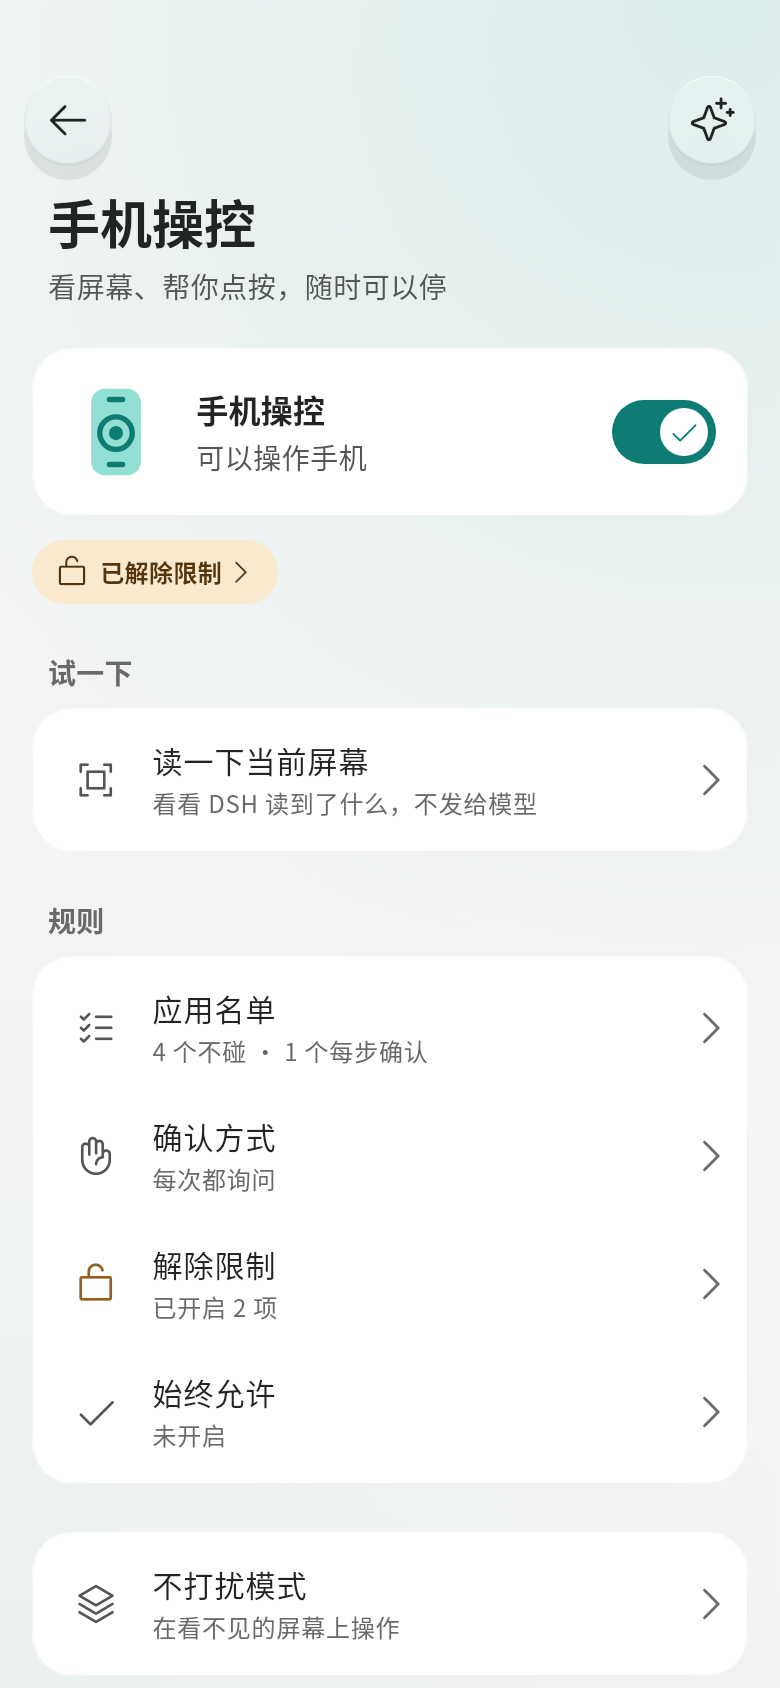 手机操控
看屏幕、帮你点按，随时可以停
手机操控
可以操作手机
已解除限制
试一下
读一下当前屏幕
看看 DSH 读到了什么，不发给模型
规则
应用名单
4 个不碰 · 1 个每步确认
确认方式
每次都询问
解除限制
已开启 2 项
始终允许
未开启
不打扰模式
在看不见的屏幕上操作